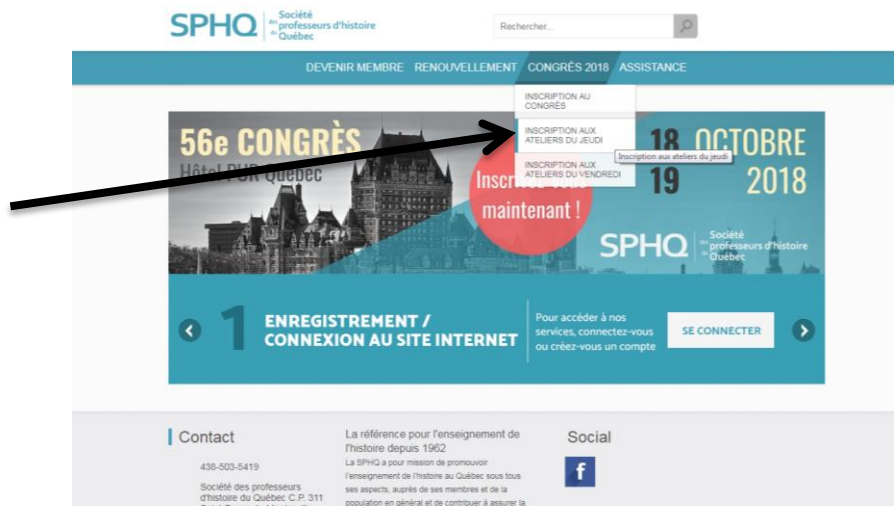 SPHQ des Société
professeurs d'histoire
du Québec
Rechercher...
DEVENIR MEMBRE RENOUVELLEMENT CONGRÈS 2018 ASSISTANCE
INSCRIPTION AU
CONGRÈS
INSCRIPTION AUX
ATELIERS DU JEUDI
Inscription aux ateliers du jeudi
INSCRIPTION AUX
ATELIERS DU VENDREDI
56e CONGRÈS
Hôtel PUR Québec
18 OCTOBRE
19 2018
maintenant !
SPHQ des Société
professeurs d'histoire
du Québec
1 ENREGISTREMENT /
CONNEXION AU SITE INTERNET
Pour accéder à nos
services, connectez-vous
ou créez-vous un compte
SE CONNECTER
Contact
438-503-5419
Société des professeurs
d'histoire du Québec C.P. 311
La référence pour l'enseignement de
l'histoire depuis 1962
La SPHQ a pour mission de promouvoir
l'enseignement de l'histoire au Québec sous tous
ses aspects, auprès de ses membres et de la
population en général et de contribuer à assurer la
Social
f